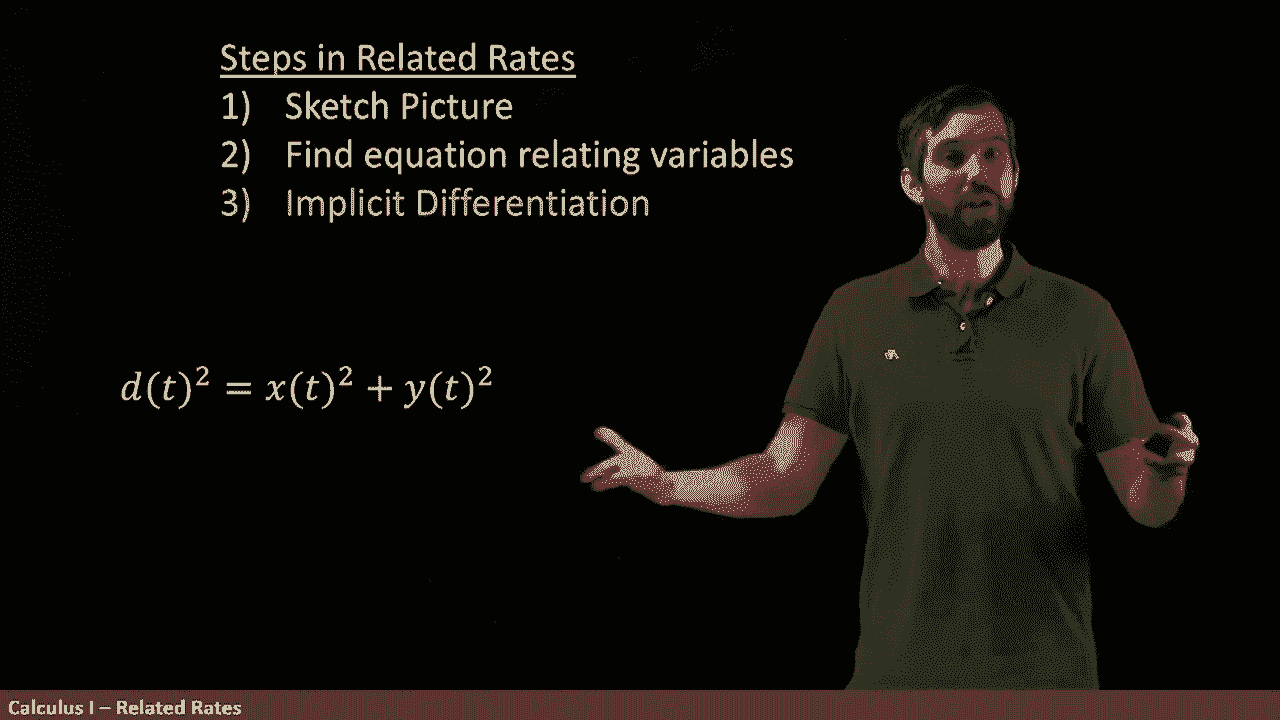 Steps in Related Rates
1) Sketch Picture
2) Find equation relating variables
3) Implicit Differentiation
d(t)² = x(t)² + y(t)²
Calculus I – Related Rates